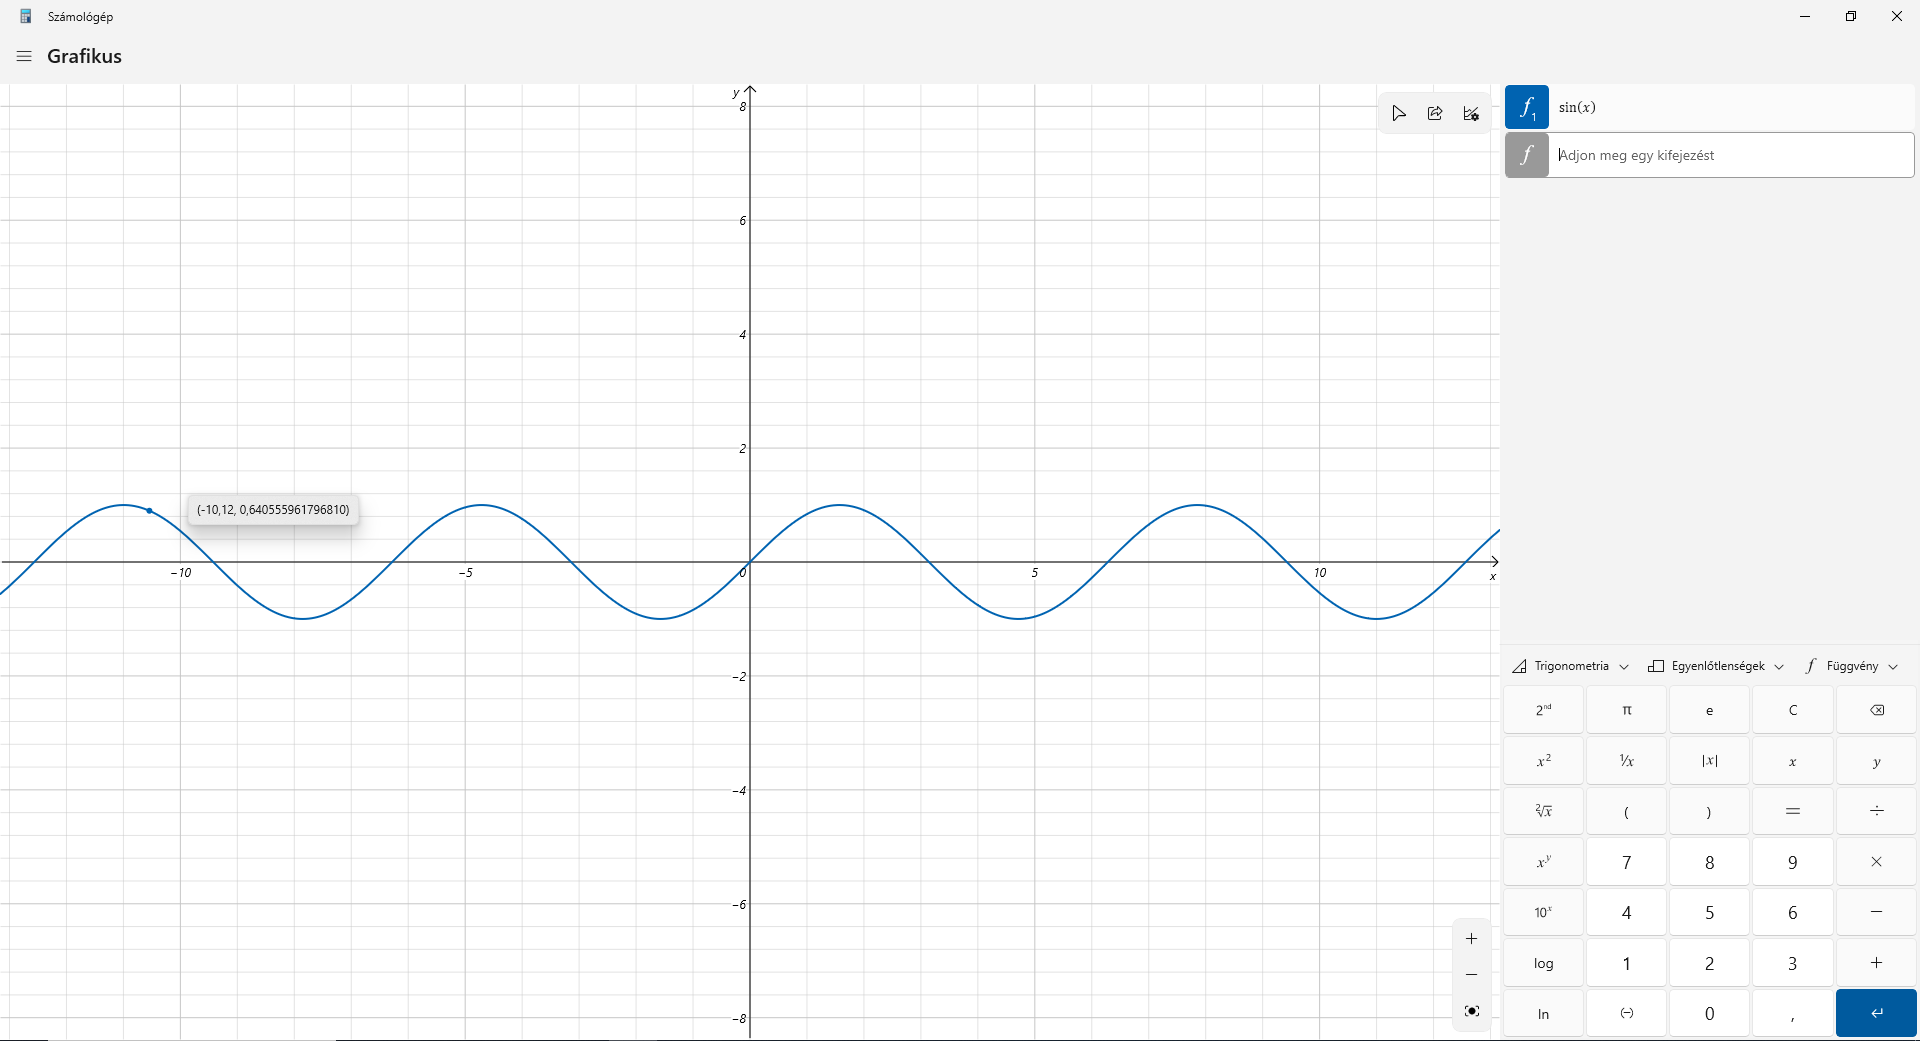 Számológép
Grafikus
y
8
6
4
2
(-10,12, 0,640555961796810)
−10
−5
0
5
10
x
−2
−4
−6
−8
f1 sin(x)
f Adjon meg egy kifejezést
Trigonometria
Egyenlőtlenségek
f Függvény
2nd π e C
x2 1/x |x| x y
2√x ( ) = ÷
xy 7 8 9 ×
10x 4 5 6 −
log 1 2 3 +
ln (−) 0 ,